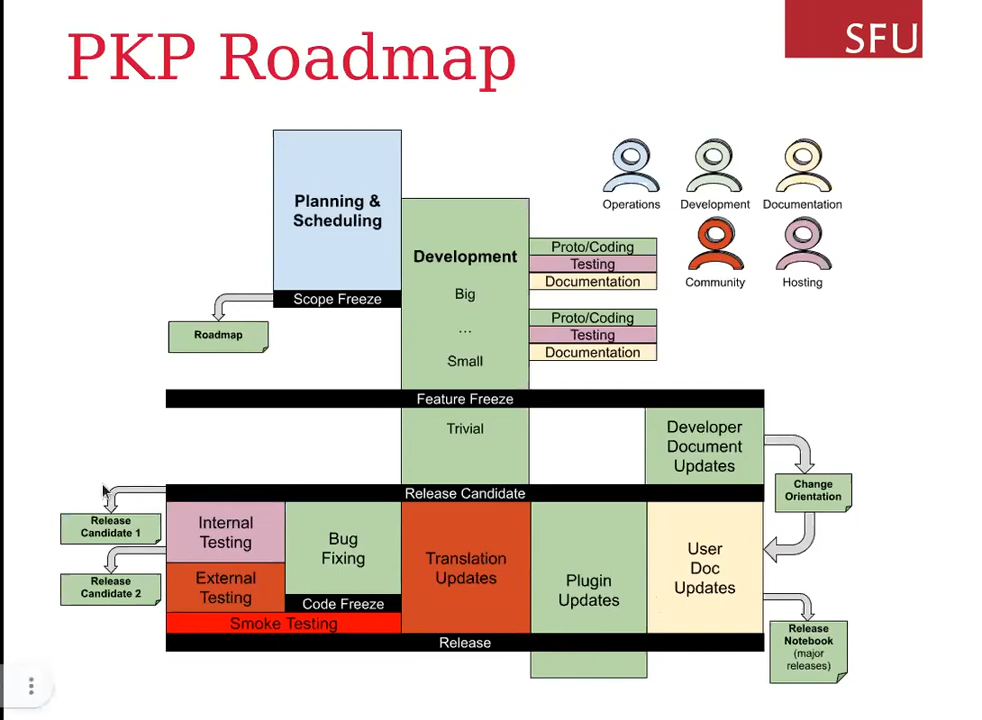 PKP Roadmap
SFU
Planning &
Scheduling
Scope Freeze
Roadmap
Development
Big
...
Small
Proto/Coding
Testing
Documentation
Proto/Coding
Testing
Documentation
Operations
Development
Documentation
Community
Hosting
Feature Freeze
Trivial
Developer
Document
Updates
Change
Orientation
Release Candidate
Release
Candidate 1
Release
Candidate 2
Internal
Testing
External
Testing
Bug
Fixing
Code Freeze
Smoke Testing
Translation
Updates
Plugin
Updates
User
Doc
Updates
Release
Release
Notebook
(major
releases)